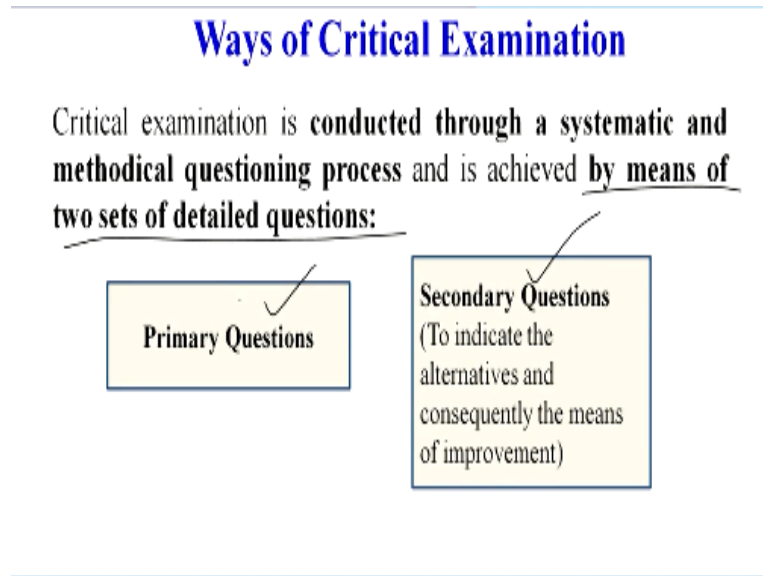 Ways of Critical Examination
Critical examination is conducted through a systematic and
methodical questioning process and is achieved by means of
two sets of detailed questions:
Primary Questions
Secondary Questions
(To indicate the
alternatives and
consequently the means
of improvement)